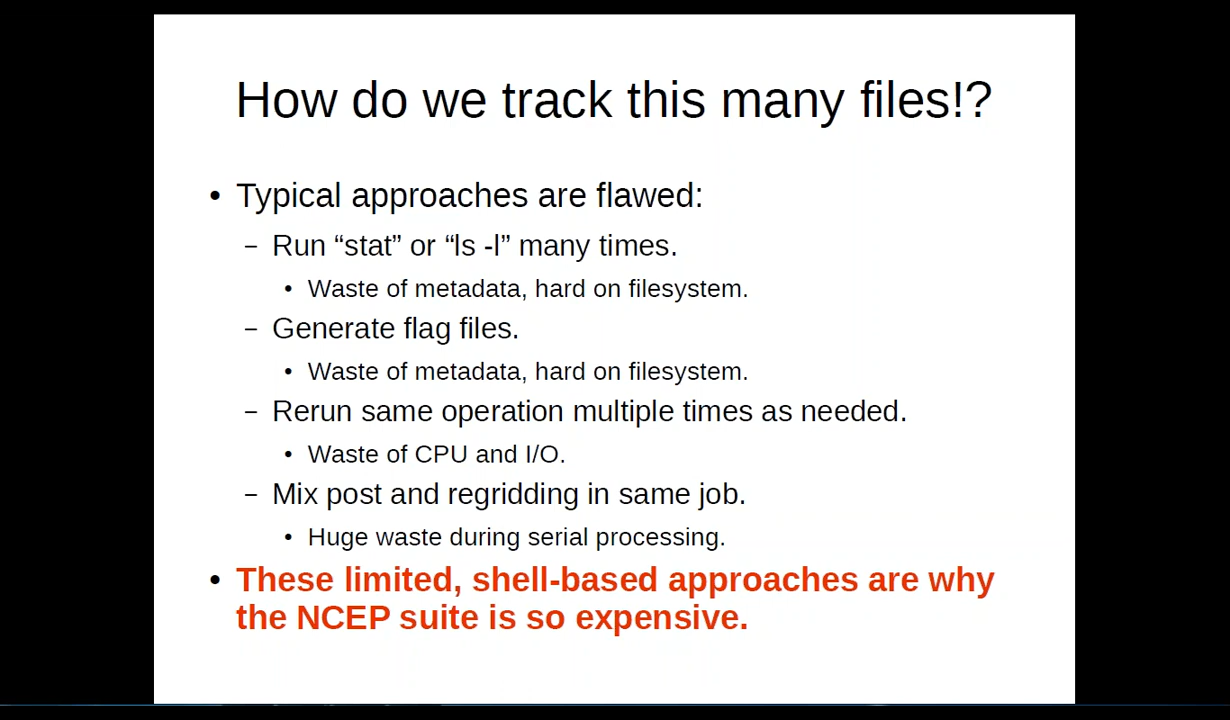 How do we track this many files!?
• Typical approaches are flawed:
– Run “stat” or “ls -l” many times.
• Waste of metadata, hard on filesystem.
– Generate flag files.
• Waste of metadata, hard on filesystem.
– Rerun same operation multiple times as needed.
• Waste of CPU and I/O.
– Mix post and regridding in same job.
• Huge waste during serial processing.
• These limited, shell-based approaches are why
the NCEP suite is so expensive.